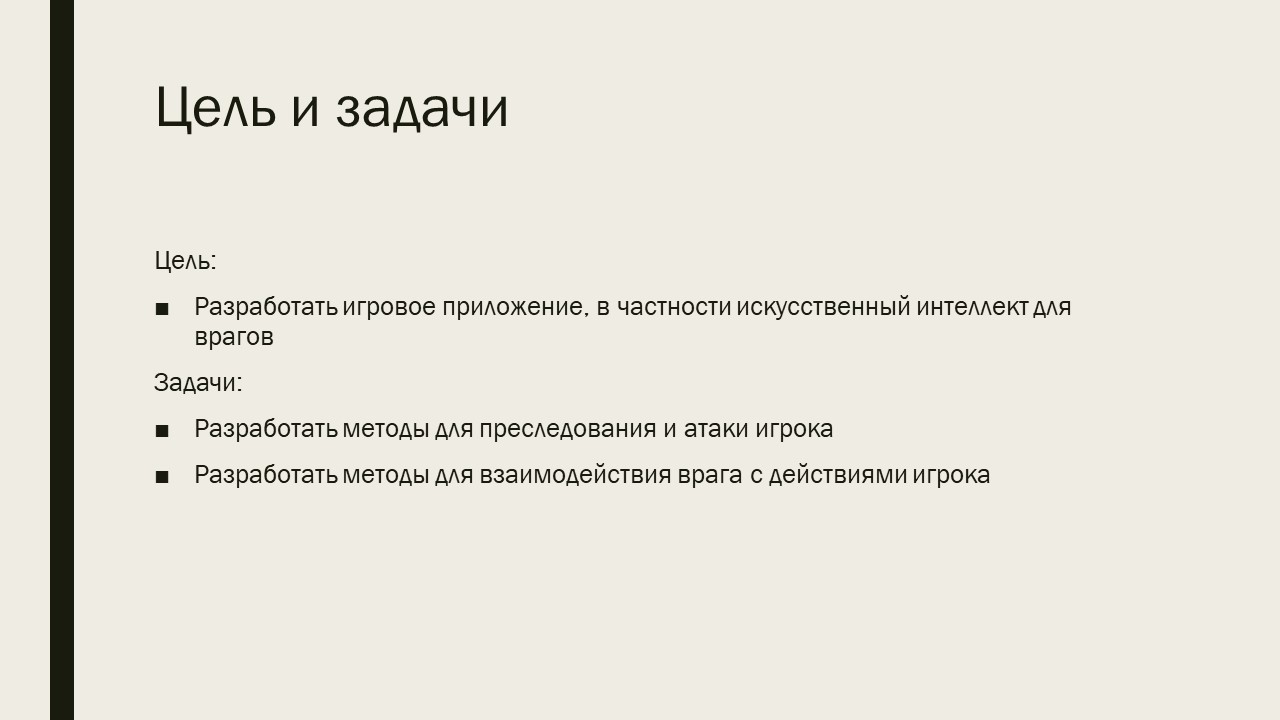 Цель и задачи
Цель:
■ Разработать игровое приложение, в частности искусственный интеллект для
врагов
Задачи:
■ Разработать методы для преследования и атаки игрока
■ Разработать методы для взаимодействия врага с действиями игрока